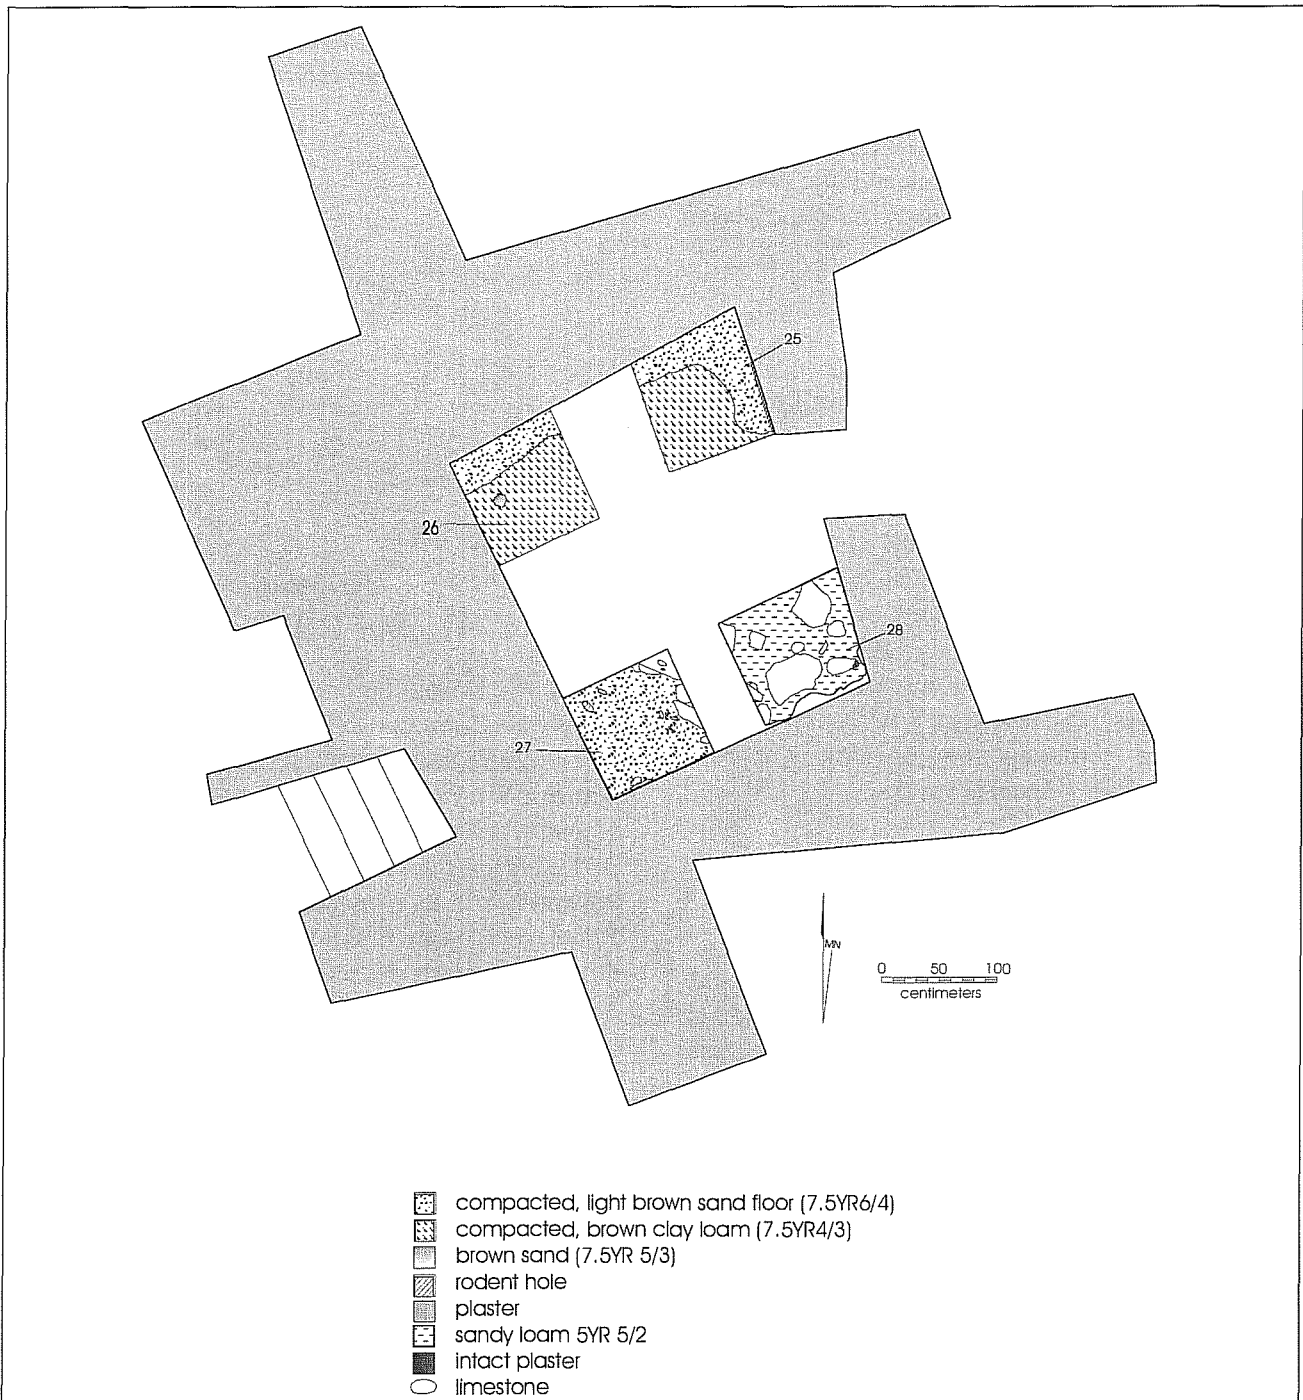 25
26
28
27
MN
0 50 100
centimeters
compacted, light brown sand floor (7.5YR6/4)
compacted, brown clay loam (7.5YR4/3)
brown sand (7.5YR 5/3)
rodent hole
plaster
sandy loam 5YR 5/2
intact plaster
limestone